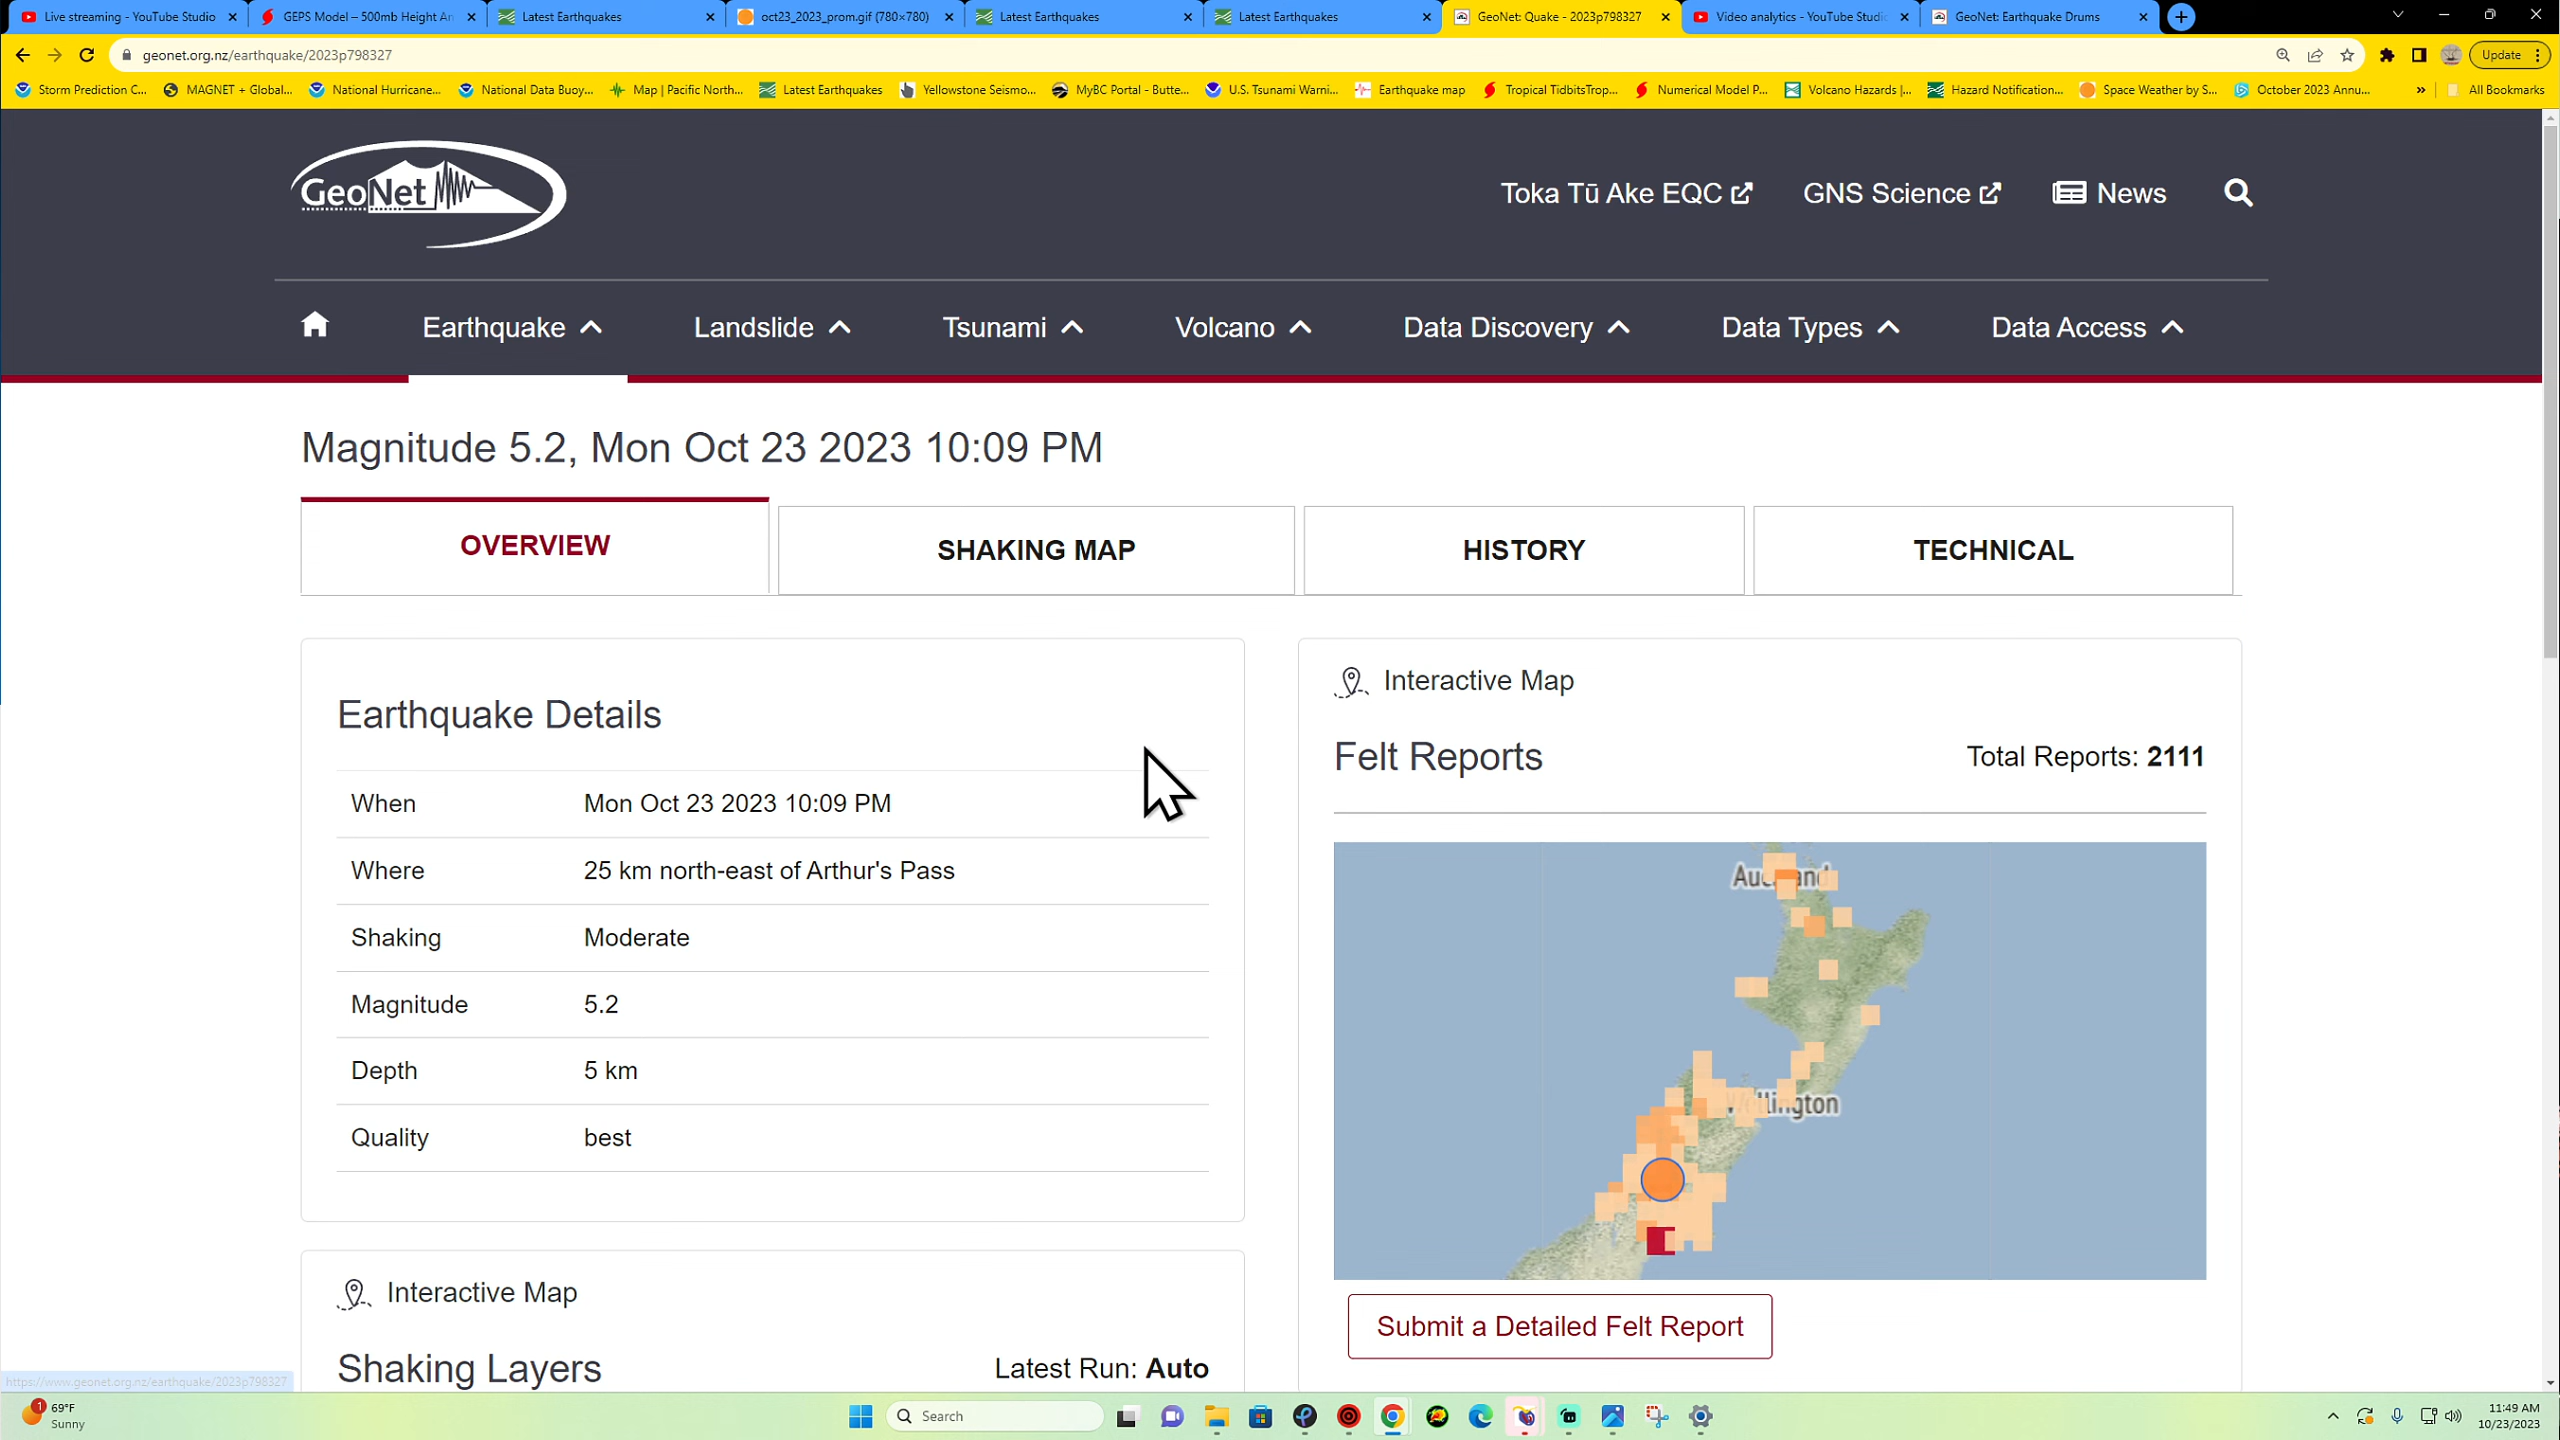 Live streaming - YouTube Studio
GEPS Model – 500mb Height An
Latest Earthquakes
oct23_2023_prom.gif (780×780)
Latest Earthquakes
Latest Earthquakes
GeoNet: Quake - 2023p798327
Video analytics - YouTube Studio
GeoNet: Earthquake Drums
geonet.org.nz/earthquake/2023p798327
Update
Storm Prediction C...
MAGNET + Global...
National Hurricane...
National Data Buoy...
Map | Pacific North...
Latest Earthquakes
Yellowstone Seismo...
MyBC Portal - Butte...
U.S. Tsunami Warni...
Earthquake map
Tropical TidbitsTrop...
Numerical Model P...
Volcano Hazards |...
Hazard Notification...
Space Weather by S...
October 2023 Annu...
»
All Bookmarks
GeoNet
Toka Tū Ake EQC
GNS Science
News
Earthquake
Landslide
Tsunami
Volcano
Data Discovery
Data Types
Data Access
Magnitude 5.2, Mon Oct 23 2023 10:09 PM
OVERVIEW
SHAKING MAP
HISTORY
TECHNICAL
Earthquake Details
When Mon Oct 23 2023 10:09 PM
Where 25 km north-east of Arthur's Pass
Shaking Moderate
Magnitude 5.2
Depth 5 km
Quality best
Interactive Map
Shaking Layers
Latest Run: Auto
Interactive Map
Felt Reports
Total Reports: 2111
Auckland
Wellington
Submit a Detailed Felt Report
https://www.geonet.org.nz/earthquake/2023p798327
1
69°F
Sunny
Search
11:49 AM
10/23/2023